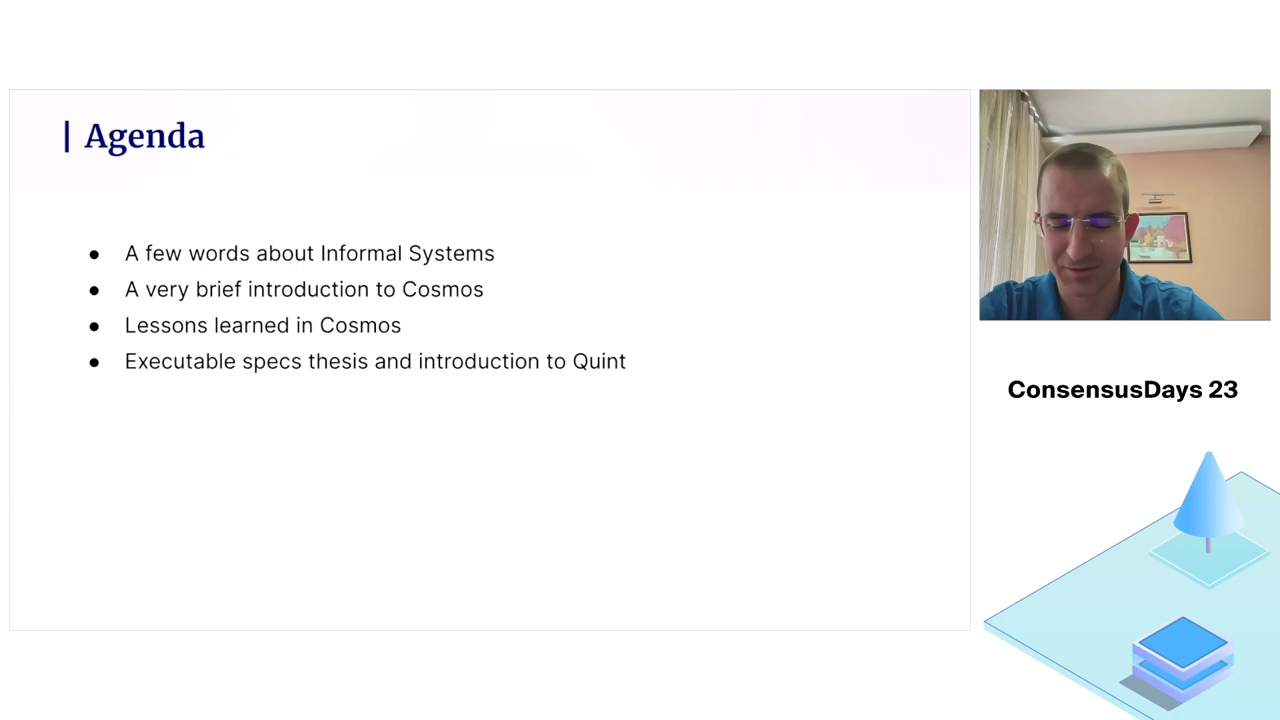 | Agenda
● A few words about Informal Systems
● A very brief introduction to Cosmos
● Lessons learned in Cosmos
● Executable specs thesis and introduction to Quint
ConsensusDays 23